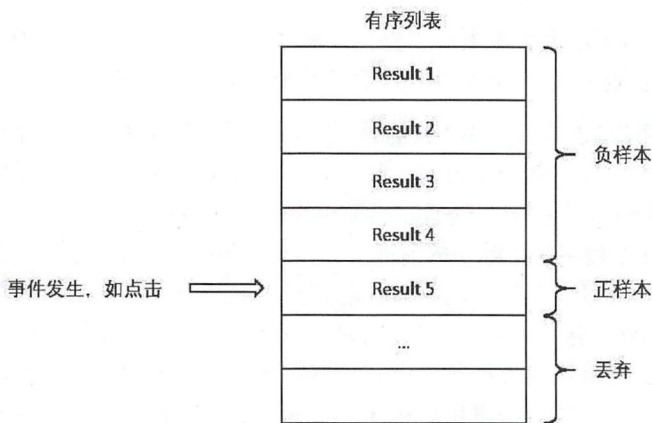 有序列表
Result 1
Result 2
Result 3
Result 4
负样本
事件发生，如点击
Result 5
正样本
...
丢弃